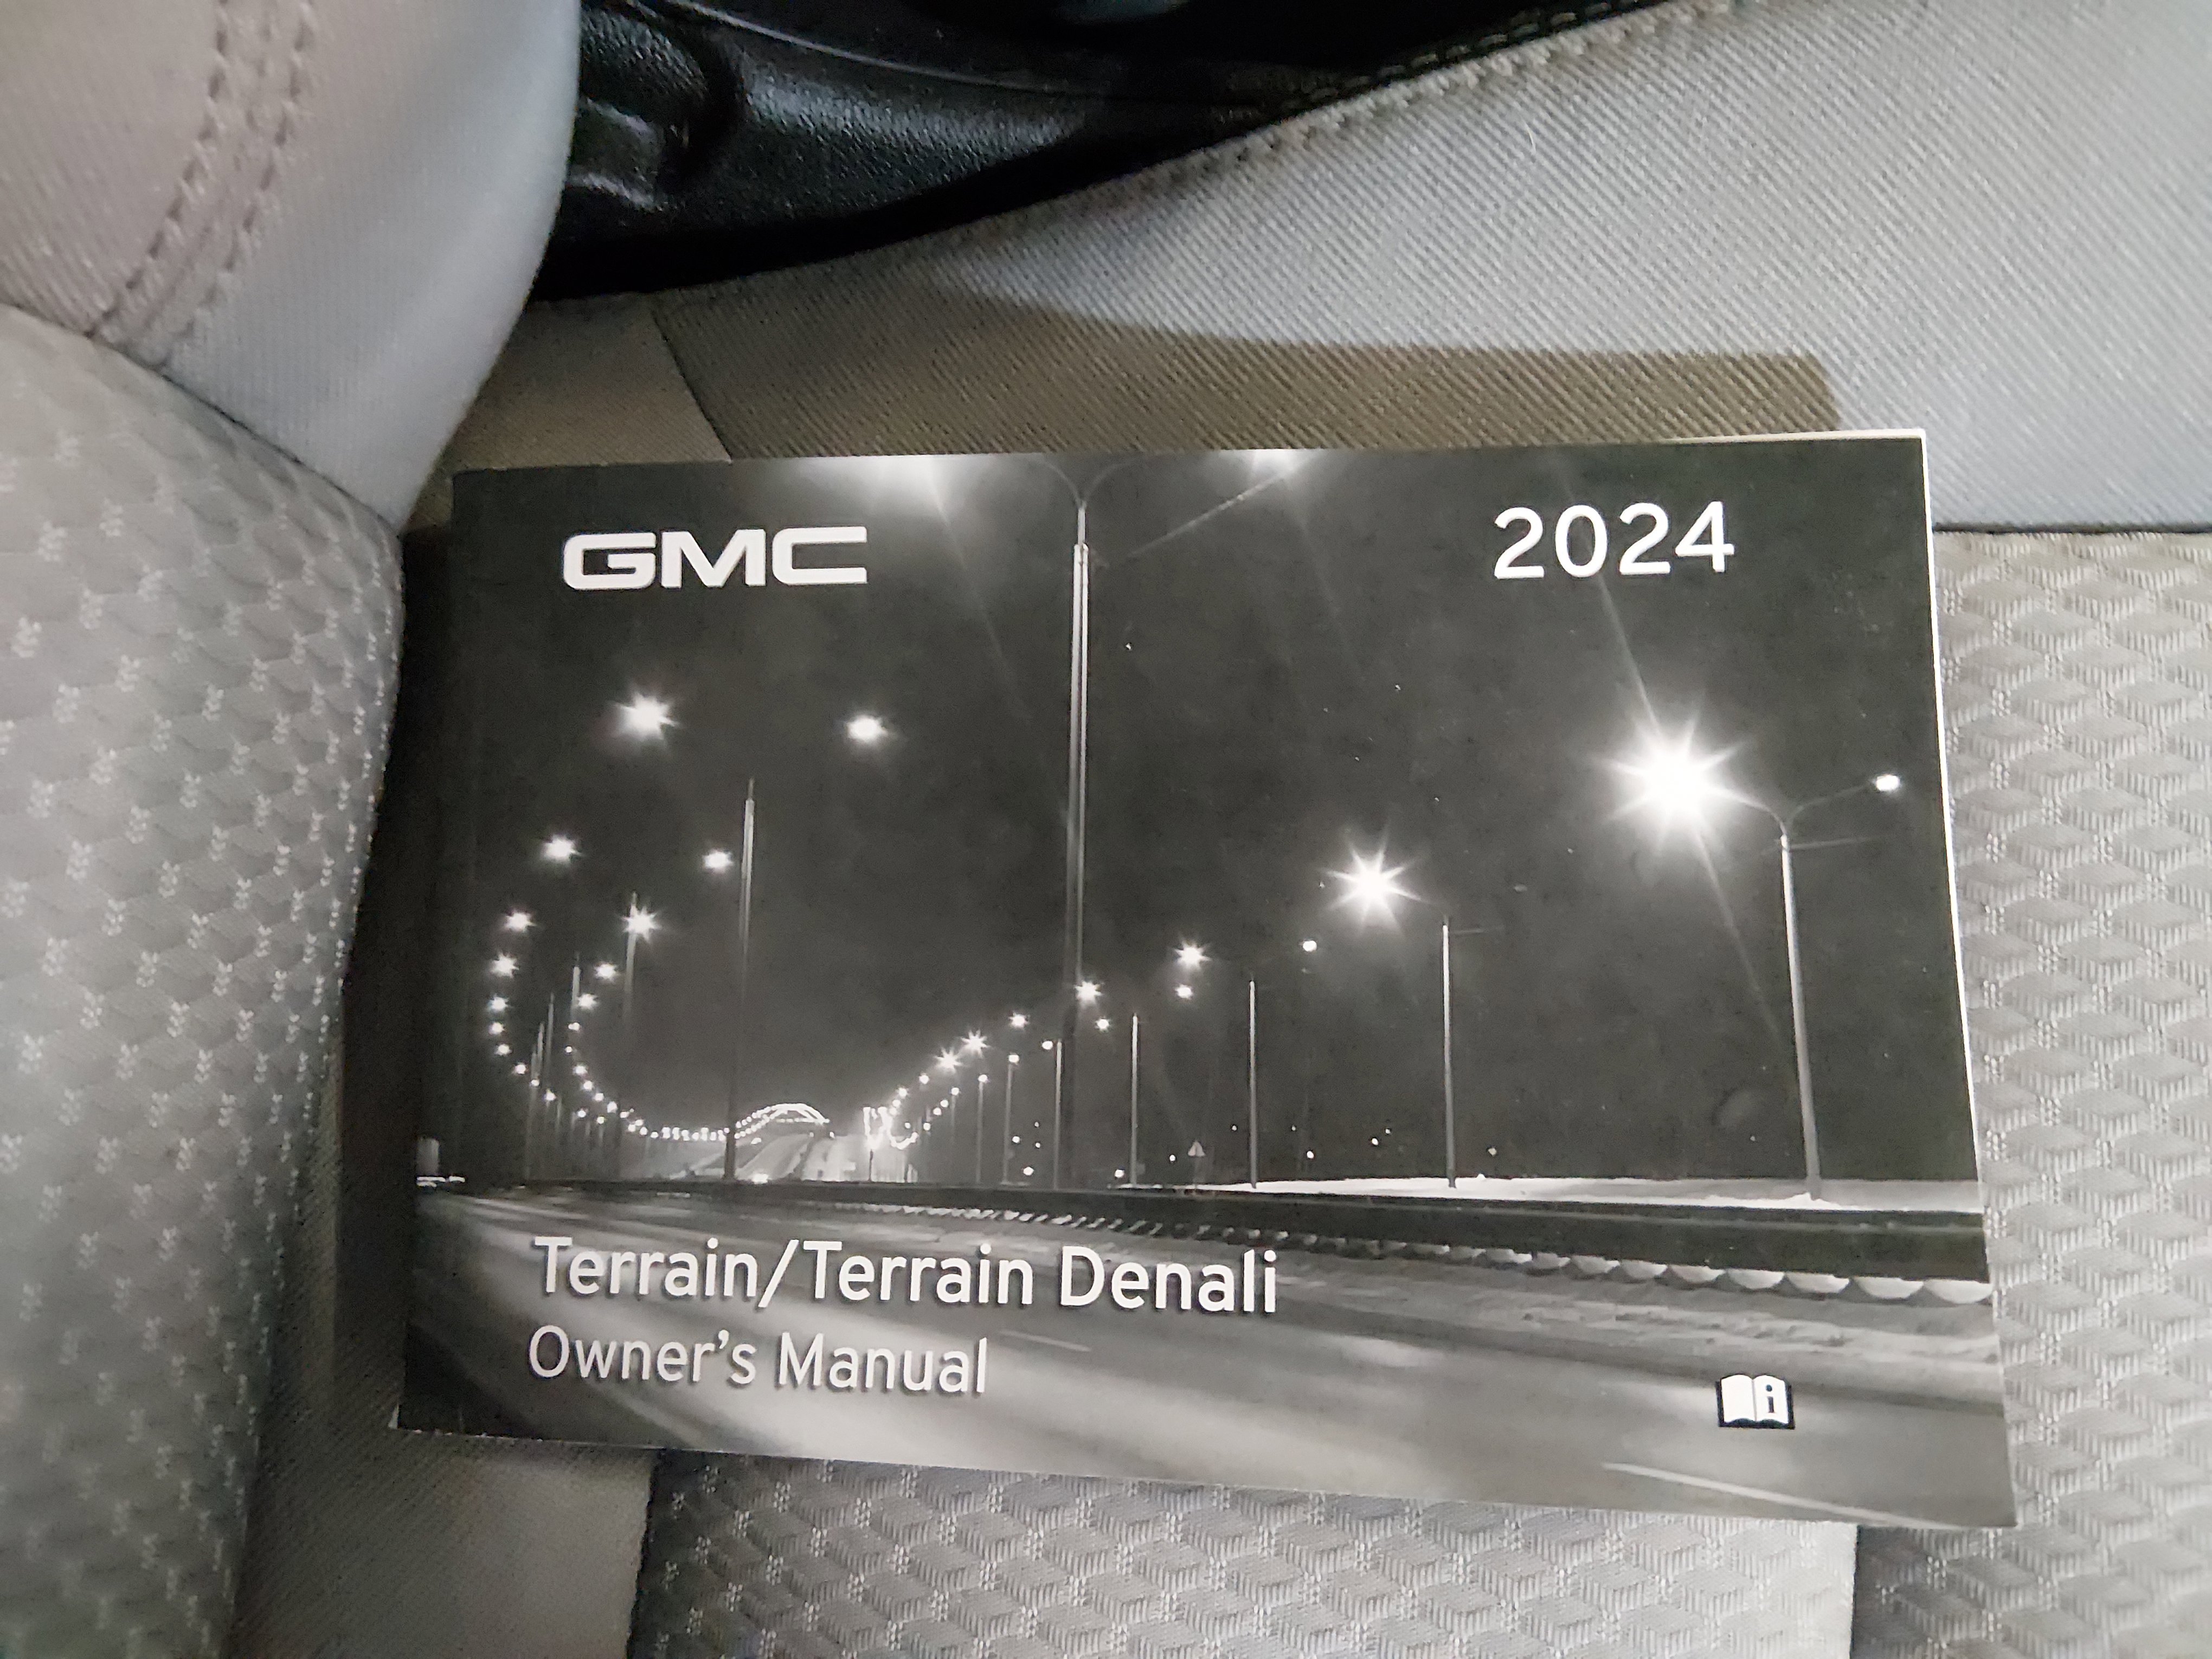 GMC
2024
Terrain/Terrain Denali
Owner's Manual
i